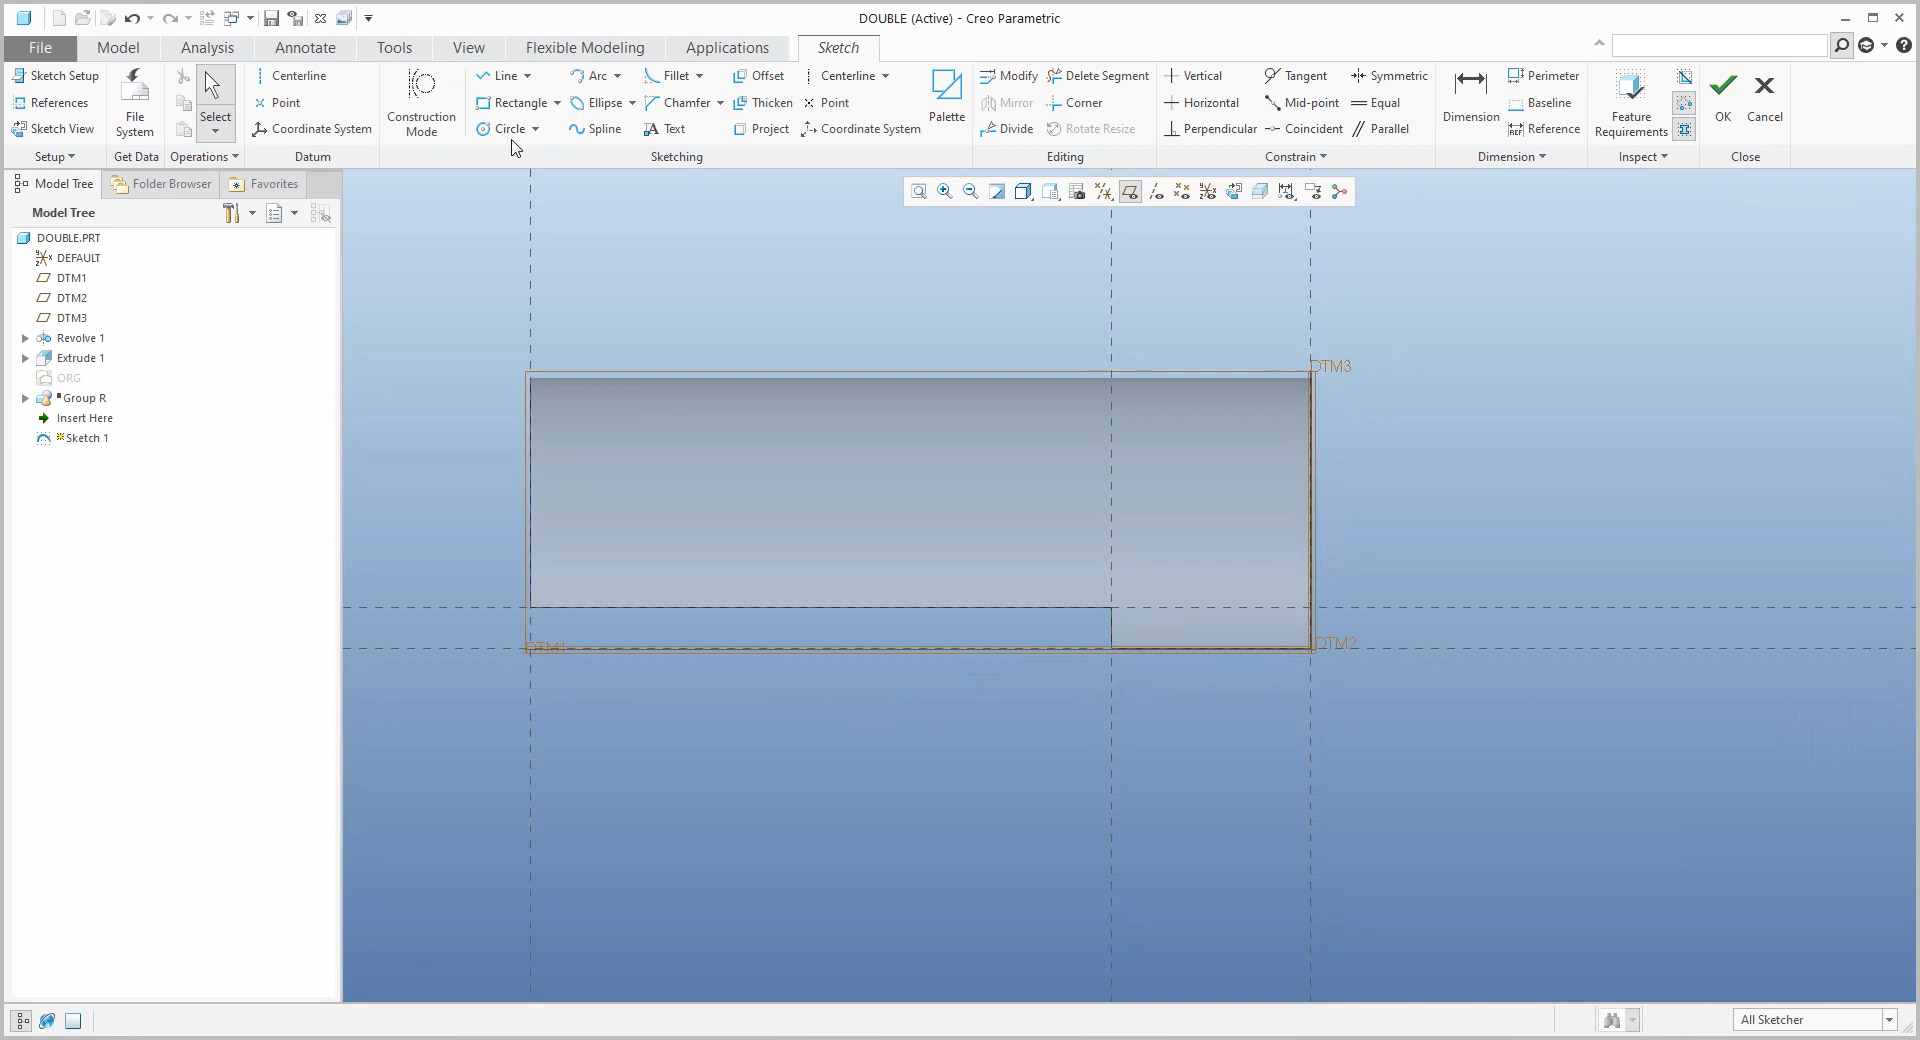 DOUBLE (Active) - Creo Parametric
File Model Analysis Annotate Tools View Flexible Modeling Applications Sketch
Sketch Setup Centerline Line Arc Fillet Offset Centerline Modify Delete Segment Vertical Tangent Symmetric Perimeter
References Point Rectangle Ellipse Chamfer Thicken Point Mirror Corner Horizontal Mid-point Equal Baseline
File System Select Construction Mode Palette Dimension Feature Requirements OK Cancel
Sketch View Coordinate System Circle Spline Text Project Coordinate System Divide Rotate Resize Perpendicular Coincident Parallel REF Reference
Setup Get Data Operations Datum Sketching Editing Constrain Dimension Inspect Close
Model Tree Folder Browser Favorites
Model Tree
DOUBLE.PRT
DEFAULT
DTM1
DTM2
DTM3
Revolve 1
Extrude 1
ORG
Group R
Insert Here
Sketch 1
DTM3
DTM1
DTM2
All Sketcher